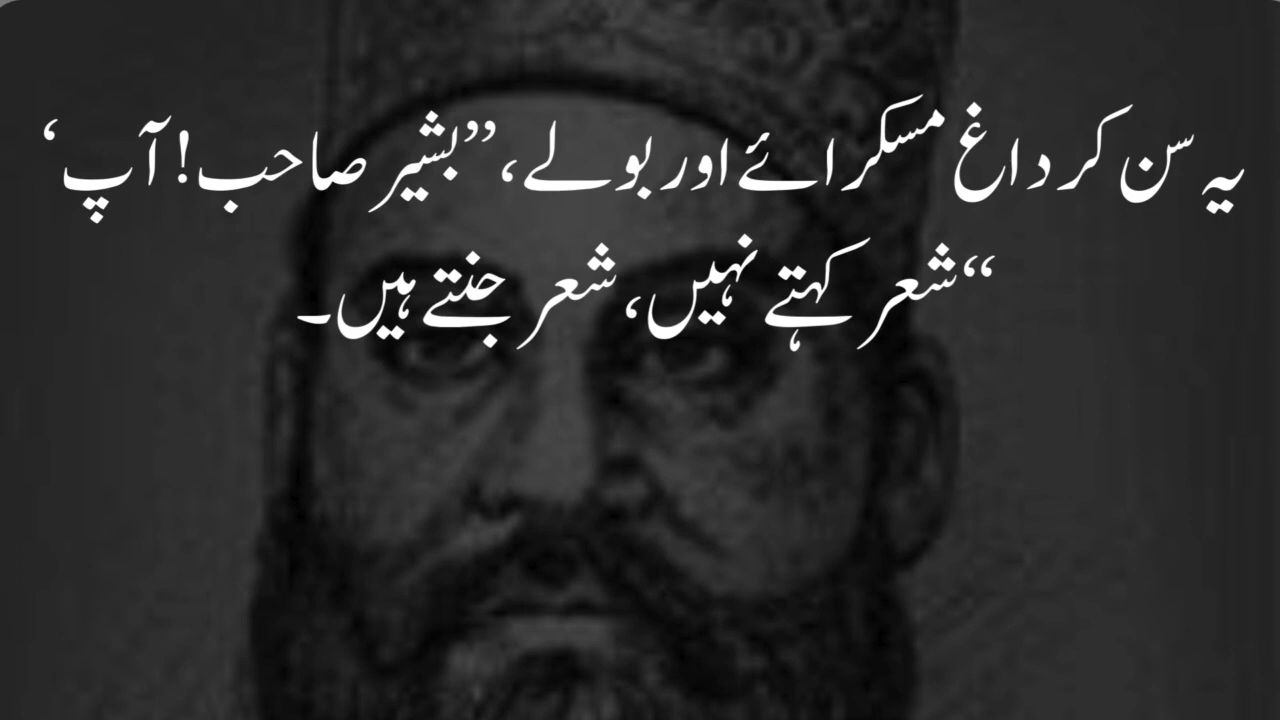 یہ سن کر داغ مسکرائے اور بولے، ”بشیر صاحب! آپ‘
“شعر کہتے نہیں، شعر جنتے ہیں۔